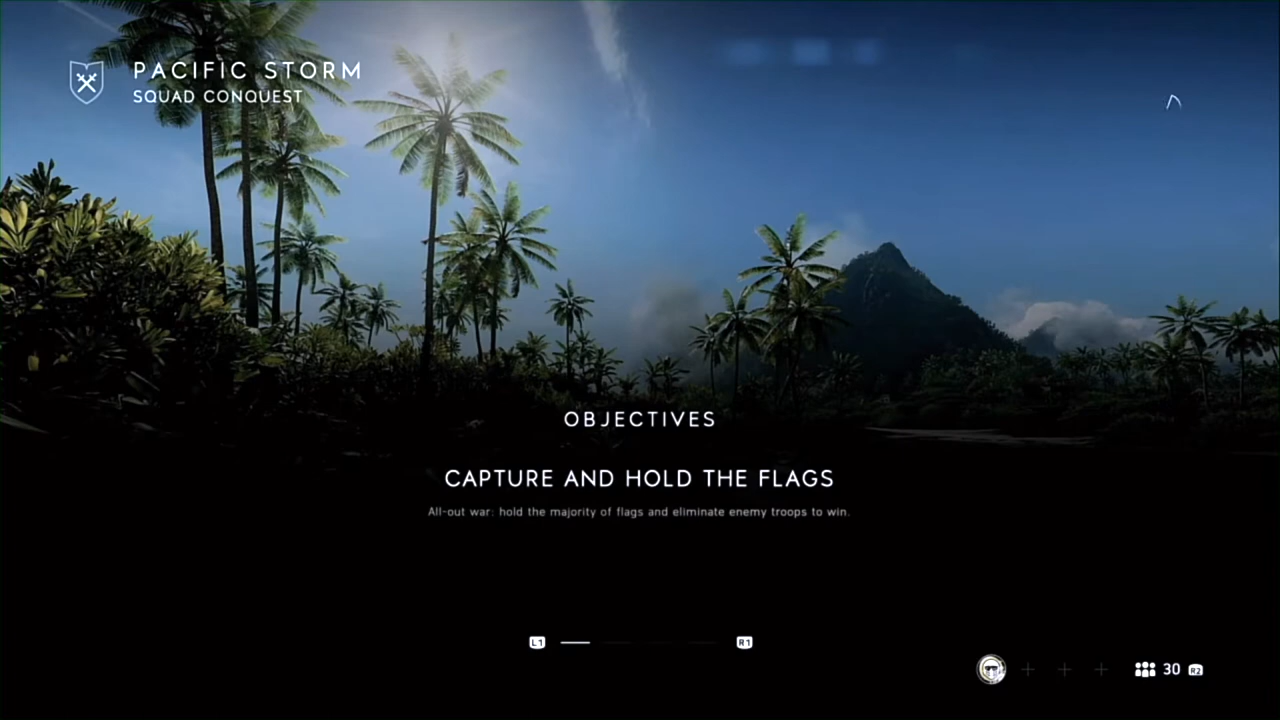 PACIFIC STORM
SQUAD CONQUEST
OBJECTIVES
CAPTURE AND HOLD THE FLAGS
All-out war: hold the majority of flags and eliminate enemy troops to win.
L1
R1
30 R2